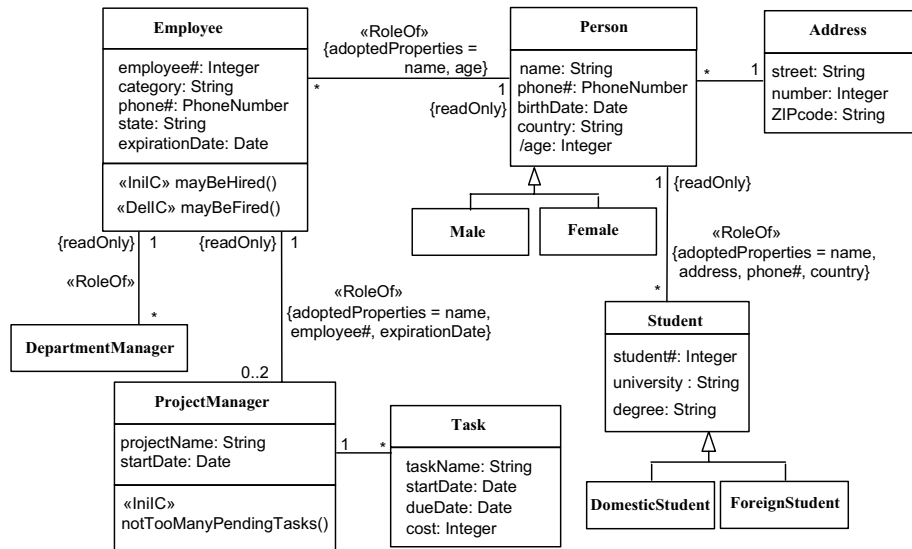 Employee
employee#: Integer
category: String
phone#: PhoneNumber
state: String
expirationDate: Date
«IniIC» mayBeHired()
«DelIC» mayBeFired()
«RoleOf»
{adoptedProperties =
name, age}
*
1
{readOnly}
Person
name: String
phone#: PhoneNumber
birthDate: Date
country: String
/age: Integer
*
1
Address
street: String
number: Integer
ZIPcode: String
Male
Female
1 {readOnly}
«RoleOf»
{adoptedProperties = name,
address, phone#, country}
*
{readOnly} 1
«RoleOf»
*
DepartmentManager
{readOnly} 1
«RoleOf»
{adoptedProperties = name,
employee#, expirationDate}
0..2
Student
student#: Integer
university : String
degree: String
ProjectManager
projectName: String
startDate: Date
«IniIC»
notTooManyPendingTasks()
1
*
Task
taskName: String
startDate: Date
dueDate: Date
cost: Integer
DomesticStudent
ForeignStudent